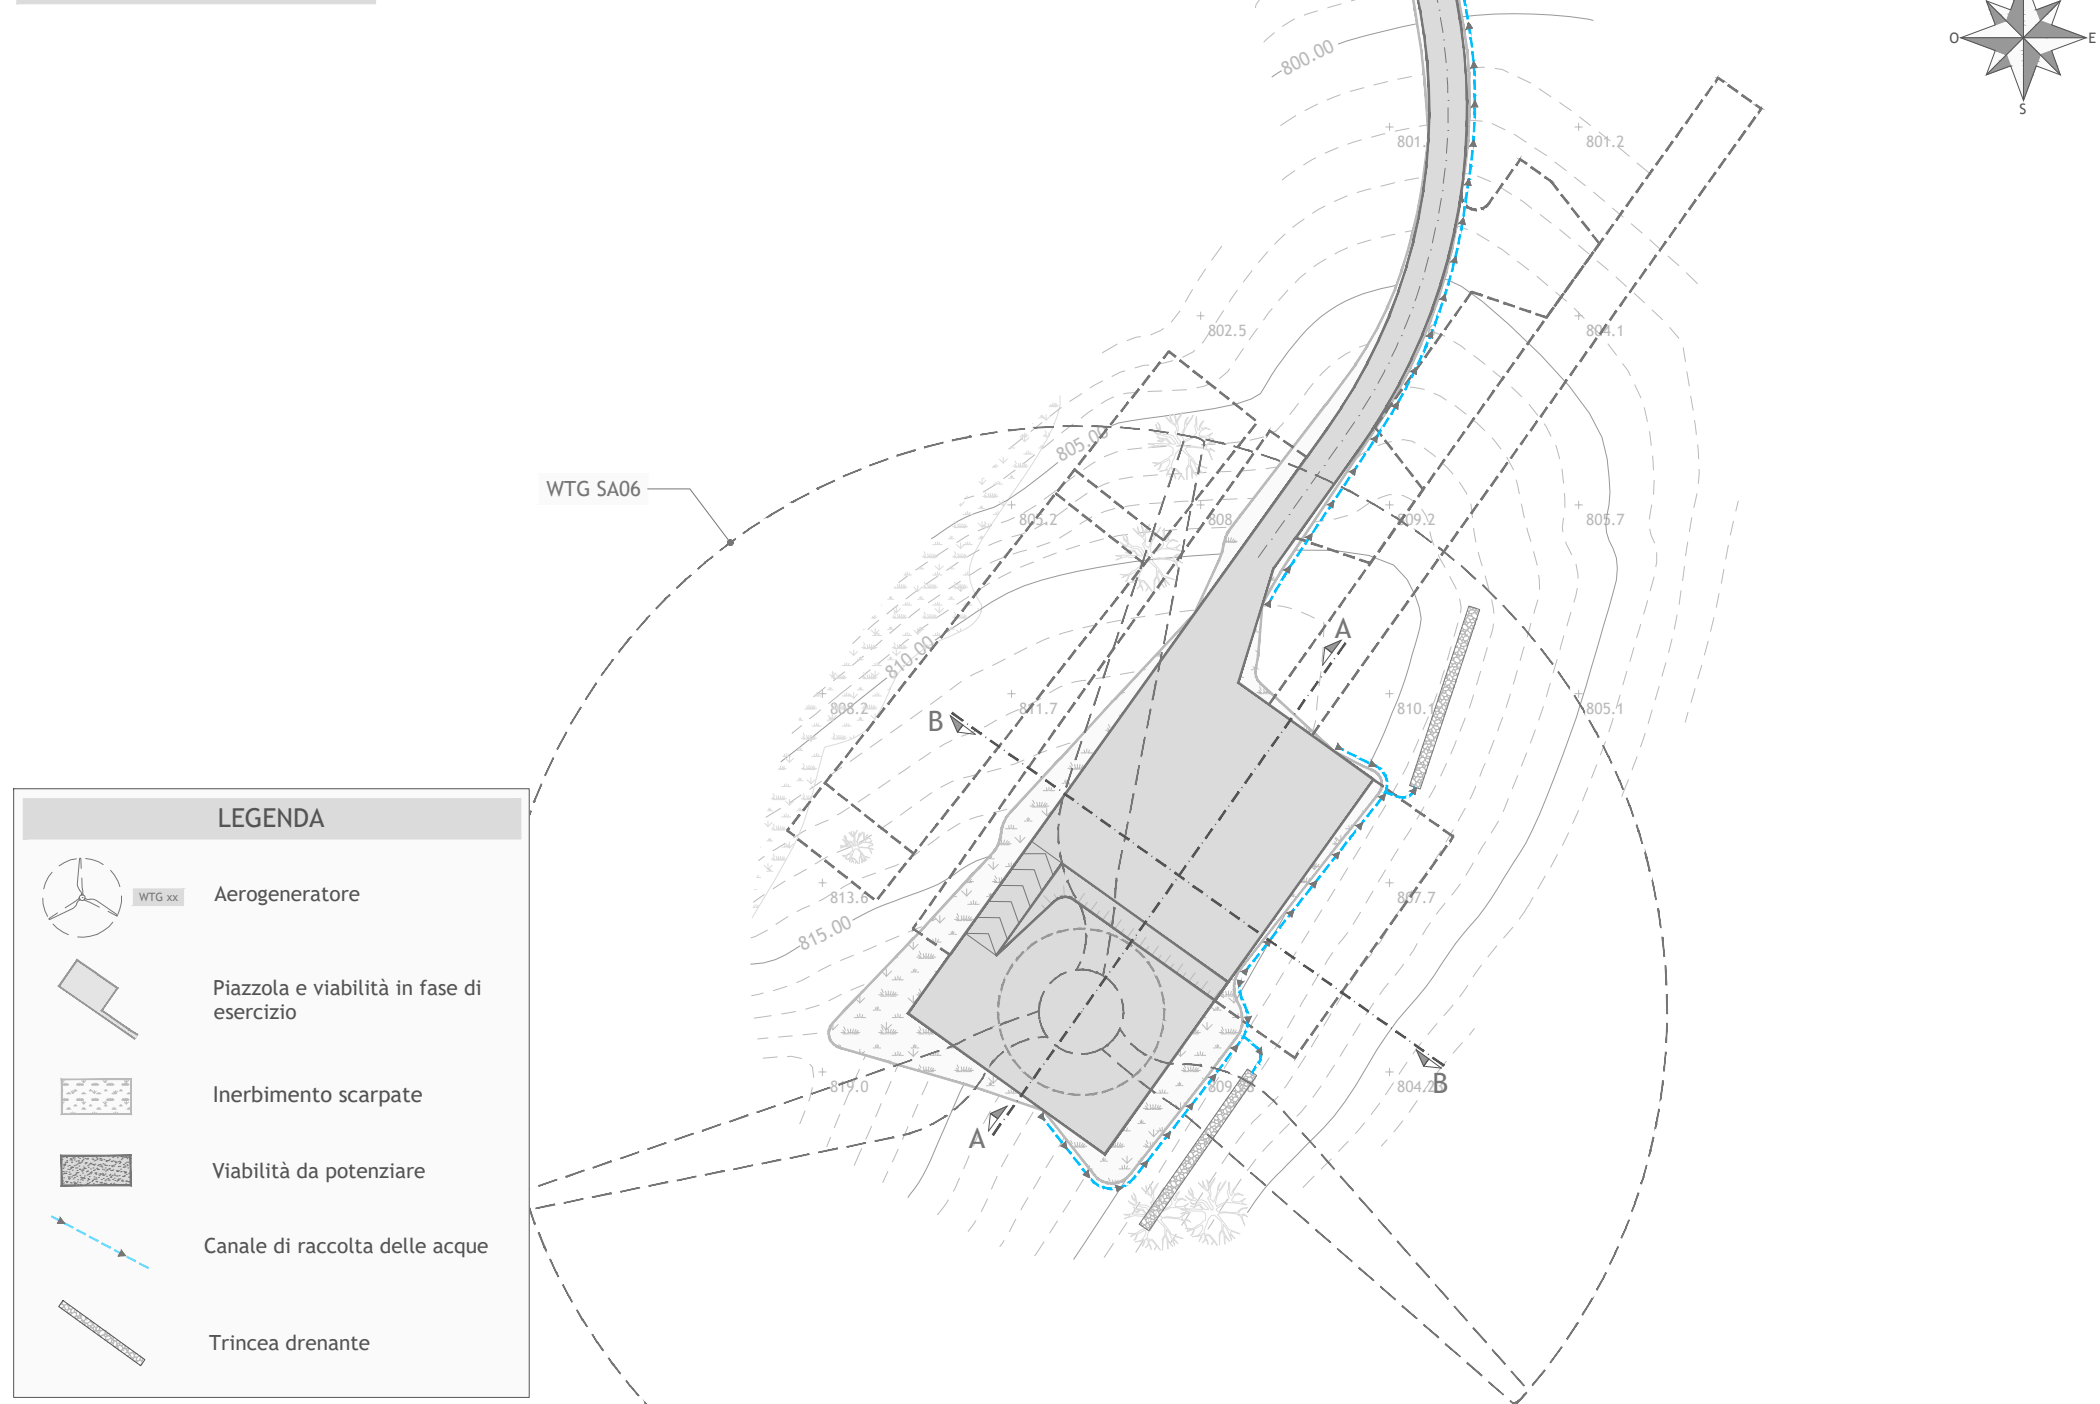 800.00
O
E
S
801.2
802.5
804.1
805.00
WTG SA06
805.2
808
809.2
805.7
A
810.00
B
808.2
811.7
810.1
805.1
LEGENDA
WTG xx
Aerogeneratore
813.6
807.7
815.00
Piazzola e viabilità in fase di
esercizio
819.0
B
Inerbimento scarpate
A
Viabilità da potenziare
Canale di raccolta delle acque
Trincea drenante